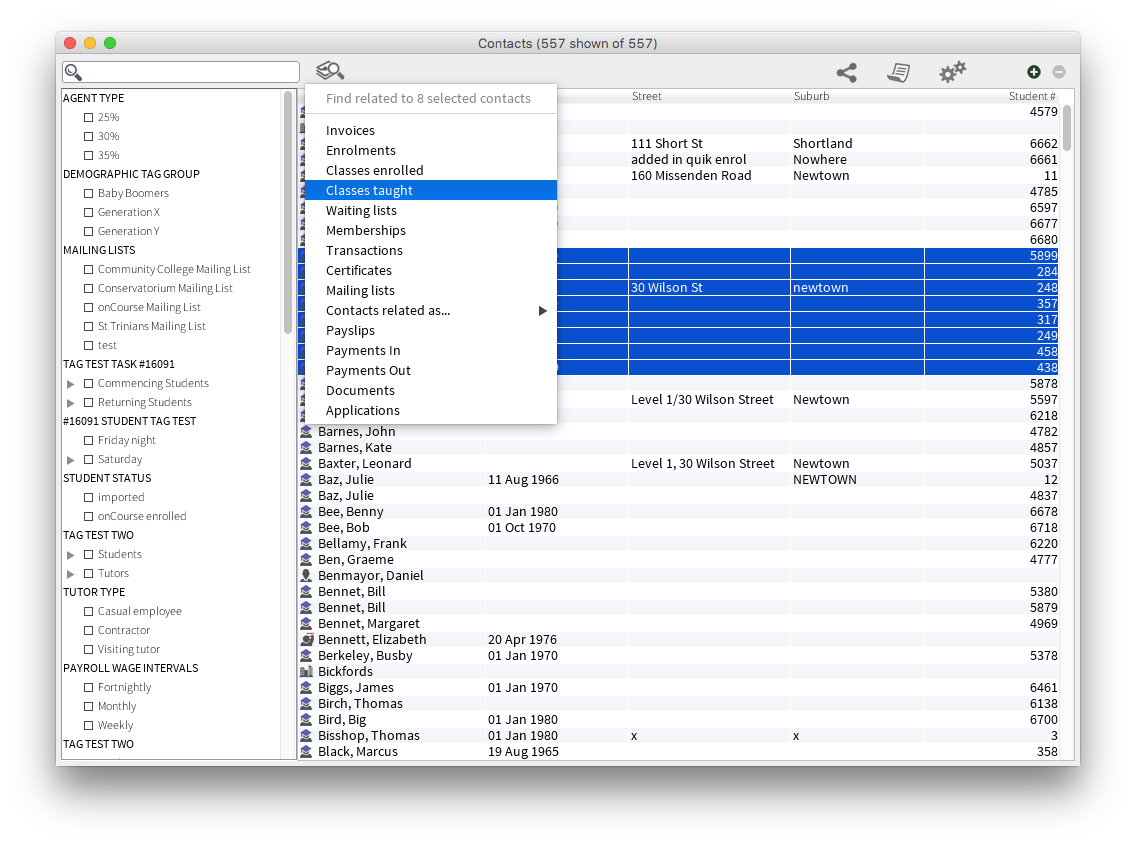 Contacts (557 shown of 557)
AGENT TYPE
25%
30%
35%
DEMOGRAPHIC TAG GROUP
Baby Boomers
Generation X
Generation Y
MAILING LISTS
Community College Mailing List
Conservatorium Mailing List
onCourse Mailing List
St Trinians Mailing List
test
TAG TEST TASK #16091
Commencing Students
Returning Students
#16091 STUDENT TAG TEST
Friday night
Saturday
STUDENT STATUS
imported
onCourse enrolled
TAG TEST TWO
Students
Tutors
TUTOR TYPE
Casual employee
Contractor
Visiting tutor
PAYROLL WAGE INTERVALS
Fortnightly
Monthly
Weekly
TAG TEST TWO
Find related to 8 selected contacts
Invoices
Enrolments
Classes enrolled
Classes taught
Waiting lists
Memberships
Transactions
Certificates
Mailing lists
Contacts related as...
Payslips
Payments In
Payments Out
Documents
Applications
Street Suburb Student #
4579
111 Short St Shortland 6662
added in quik enrol Nowhere 6661
160 Missenden Road Newtown 11
4785
6597
6677
6680
5899
284
30 Wilson St newtown 248
357
317
249
458
438
5878
Level 1/30 Wilson Street Newtown 5597
6218
Barnes, John 4782
Barnes, Kate 4857
Baxter, Leonard Level 1, 30 Wilson Street Newtown 5037
Baz, Julie 11 Aug 1966 NEWTOWN 12
Baz, Julie 4837
Bee, Benny 01 Jan 1980 6678
Bee, Bob 01 Oct 1970 6718
Bellamy, Frank 6220
Ben, Graeme 4777
Benmayor, Daniel
Bennet, Bill 5380
Bennet, Bill 5879
Bennet, Margaret 4969
Bennett, Elizabeth 20 Apr 1976
Berkeley, Busby 01 Jan 1970 5378
Bickfords
Biggs, James 01 Jan 1970 6461
Birch, Thomas 6138
Bird, Big 01 Jan 1980 6700
Bisshop, Thomas 01 Jan 1980 x x 3
Black, Marcus 19 Aug 1965 358